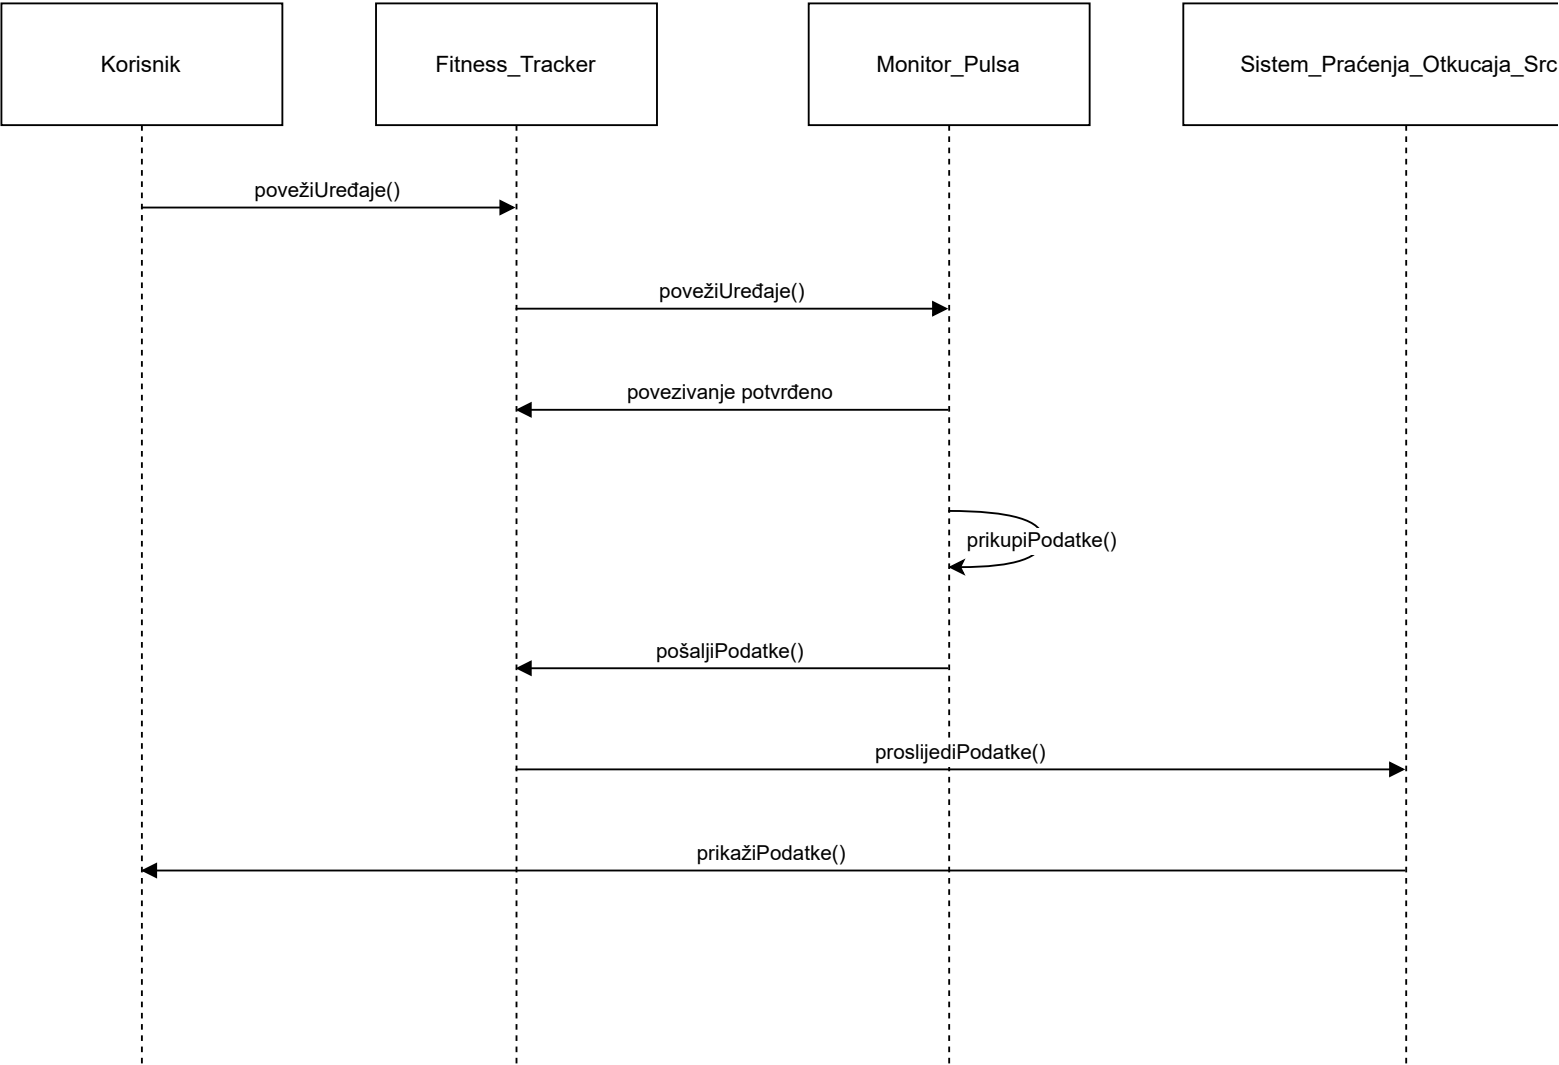 Korisnik
Fitness_Tracker
Monitor_Pulsa
Sistem_Praćenja_Otkucaja_Src
povežiUređaje()
povežiUređaje()
povezivanje potvrđeno
prikupiPodatke()
pošaljiPodatke()
proslijediPodatke()
prikažiPodatke()